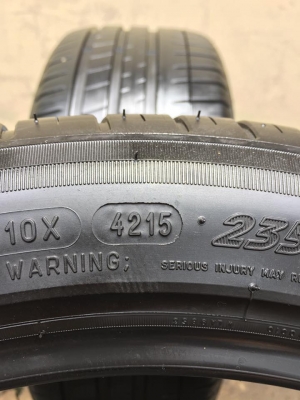 10X 4215 235
WARNING; SERIOUS INJURY MAY R